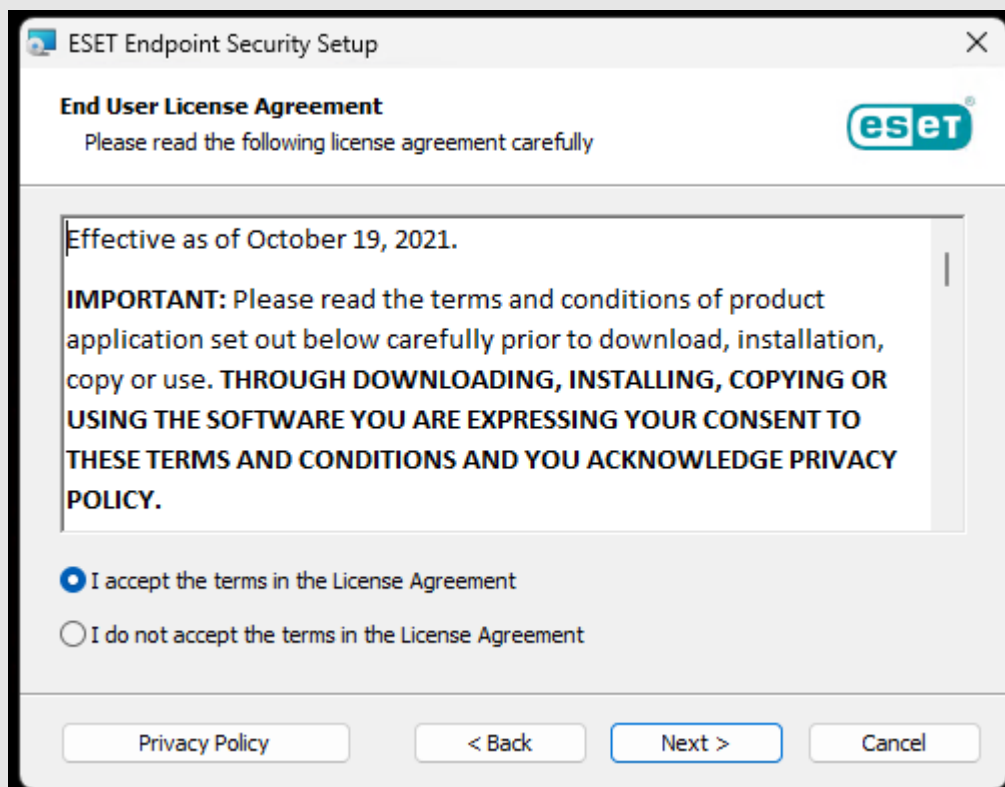 ESET Endpoint Security Setup
End User License Agreement
Please read the following license agreement carefully
eset®
Effective as of October 19, 2021.
IMPORTANT: Please read the terms and conditions of product
application set out below carefully prior to download, installation,
copy or use. THROUGH DOWNLOADING, INSTALLING, COPYING OR
USING THE SOFTWARE YOU ARE EXPRESSING YOUR CONSENT TO
THESE TERMS AND CONDITIONS AND YOU ACKNOWLEDGE PRIVACY
POLICY.
I accept the terms in the License Agreement
I do not accept the terms in the License Agreement
Privacy Policy
< Back
Next >
Cancel